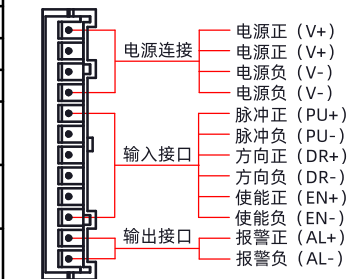 电源连接
电源正（V+）
电源正（V+）
电源负（V-）
电源负（V-）
输入接口
脉冲正（PU+）
脉冲负（PU-）
方向正（DR+）
方向负（DR-）
使能正（EN+）
使能负（EN-）
输出接口
报警正（AL+）
报警负（AL-）